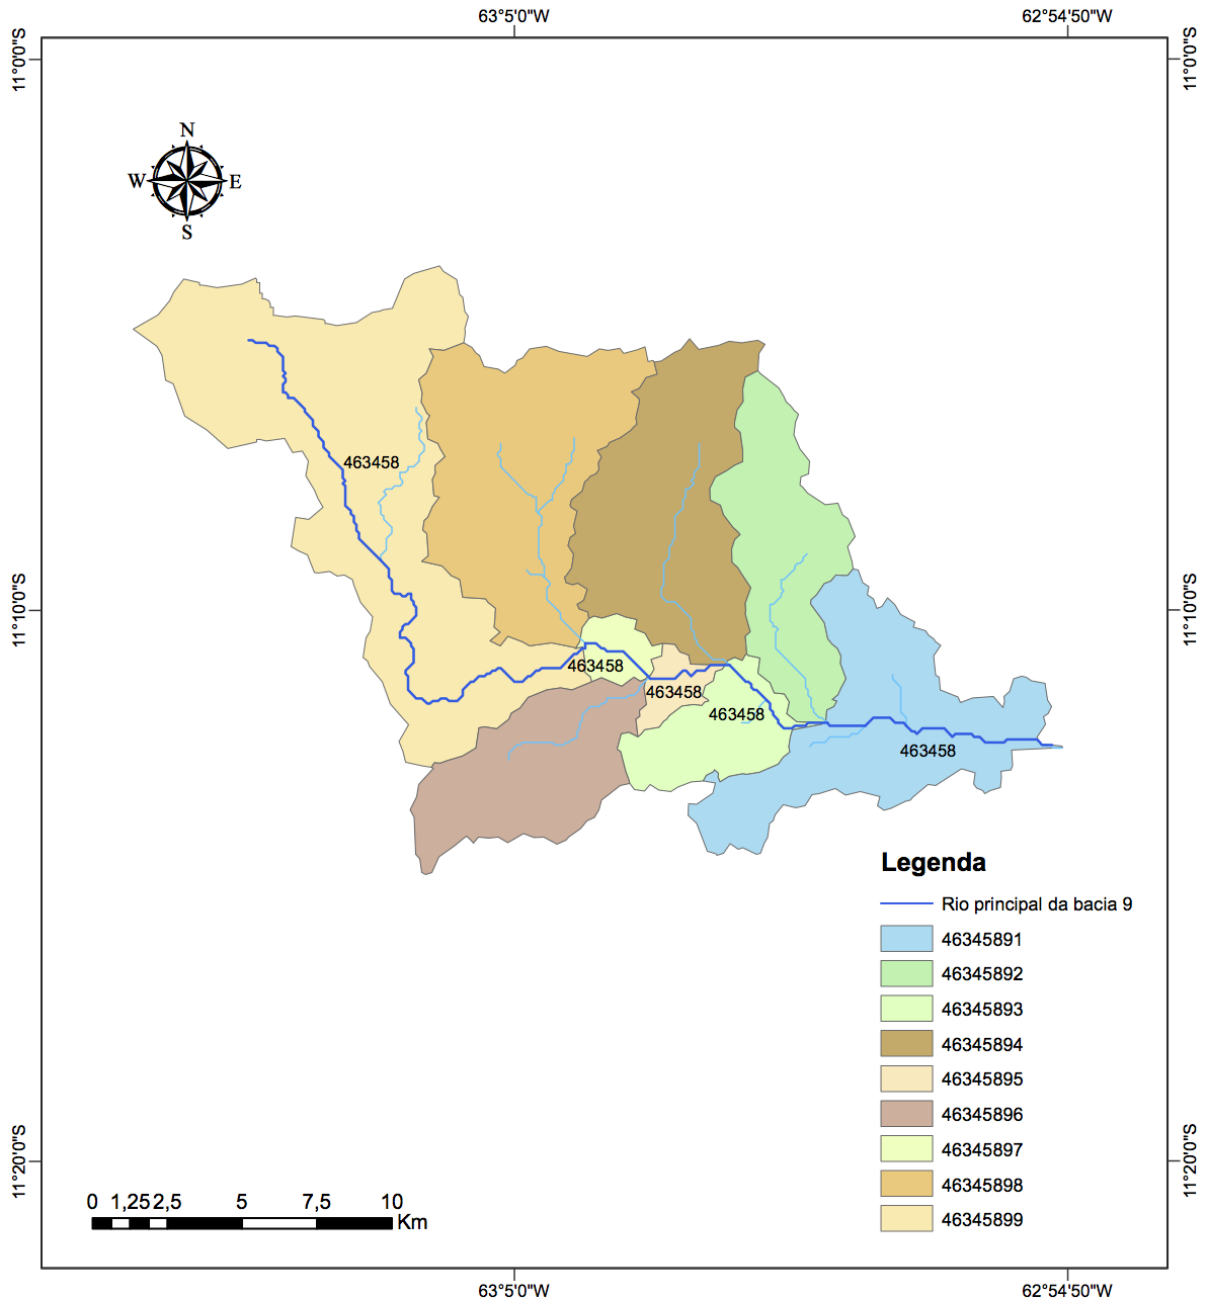 63°5'0"W 62°54'50"W
11°0'0"S 11°0'0"S
N
W E
S
463458
11°10'0"S 11°10'0"S
463458
463458
463458
463458
Legenda
Rio principal da bacia 9
46345891
46345892
46345893
46345894
46345895
46345896
46345897
46345898
46345899
11°20'0"S 11°20'0"S
0 1,25 2,5 5 7,5 10
Km
63°5'0"W 62°54'50"W